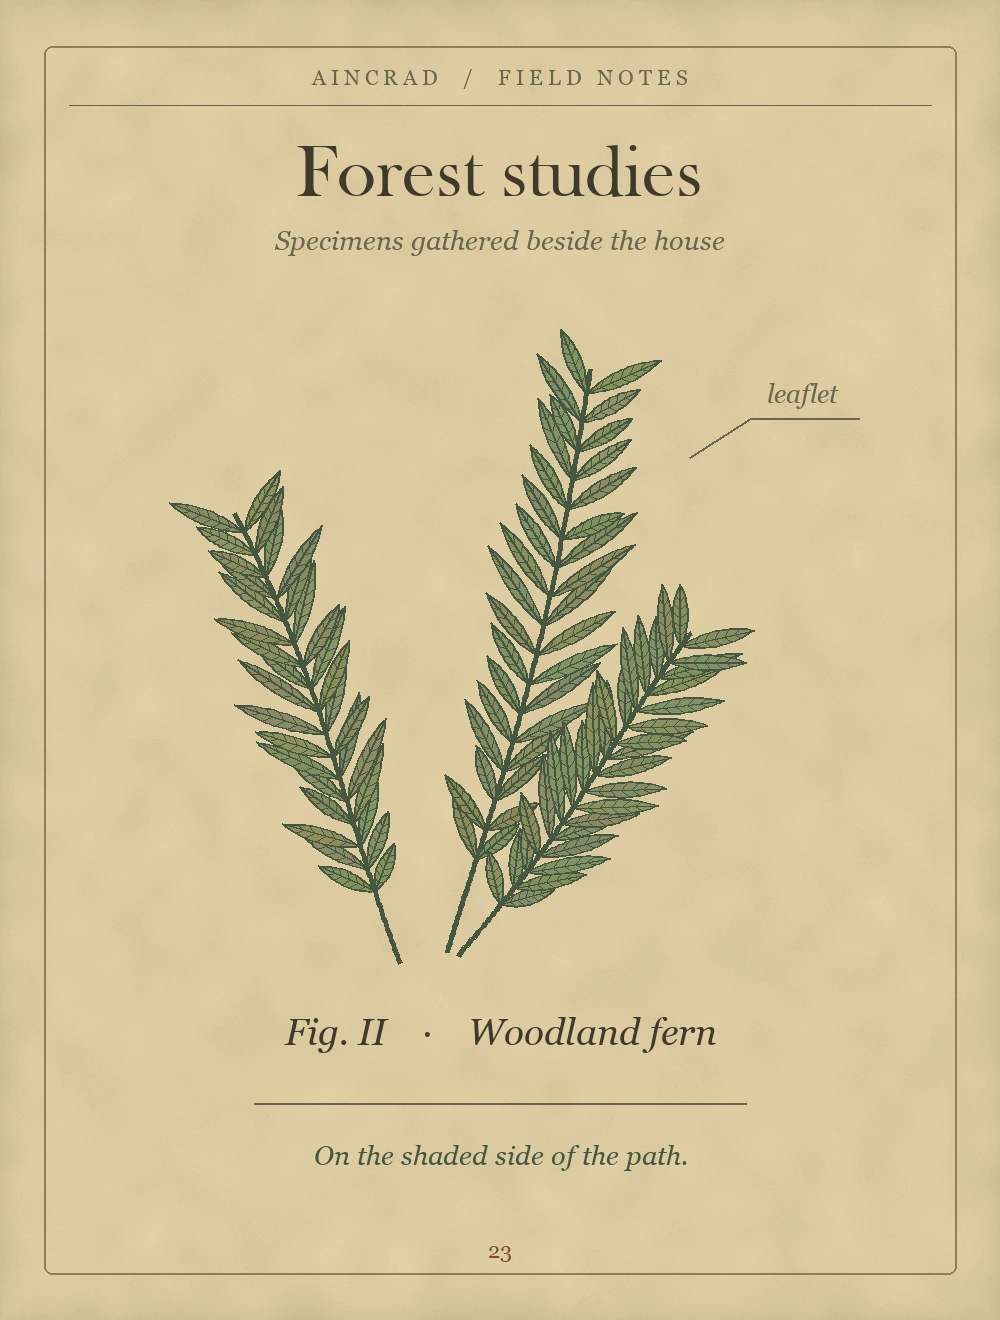 AINCRAD / FIELD NOTES
Forest studies
Specimens gathered beside the house
leaflet
Fig. II · Woodland fern
On the shaded side of the path.
23